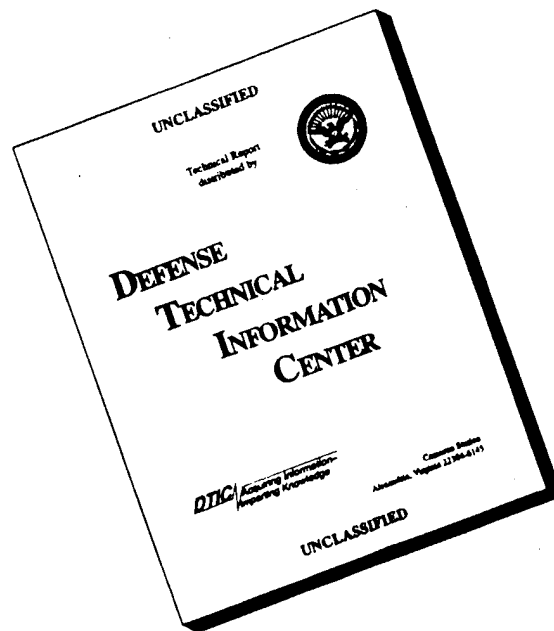 UNCLASSIFIED
Technical Report
distributed by
DEFENSE
TECHNICAL
INFORMATION
CENTER
DTIC Acquiring Information-
Imparting Knowledge
Cameron Station
Alexandria, Virginia 22304-6145
UNCLASSIFIED